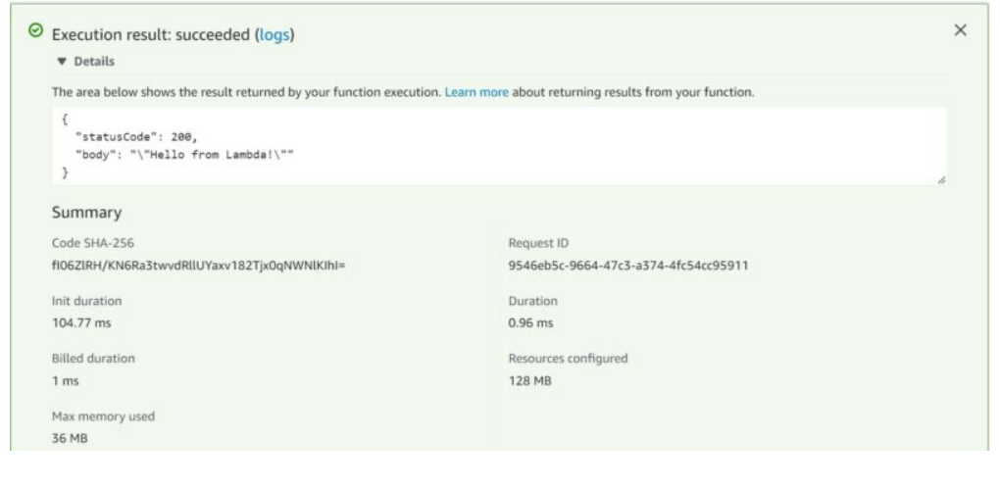 Execution result: succeeded (logs)
▼ Details
The area below shows the result returned by your function execution. Learn more about returning results from your function.
{
  "statusCode": 200,
  "body": "\"Hello from Lambda!\""
}
Summary
Code SHA-256
fI06ZlRH/KN6Ra3twvdRllUYaxv182Tjx0qNWNlKIhI=
Request ID
9546eb5c-9664-47c3-a374-4fc54cc95911
Init duration
104.77 ms
Duration
0.96 ms
Billed duration
1 ms
Resources configured
128 MB
Max memory used
36 MB